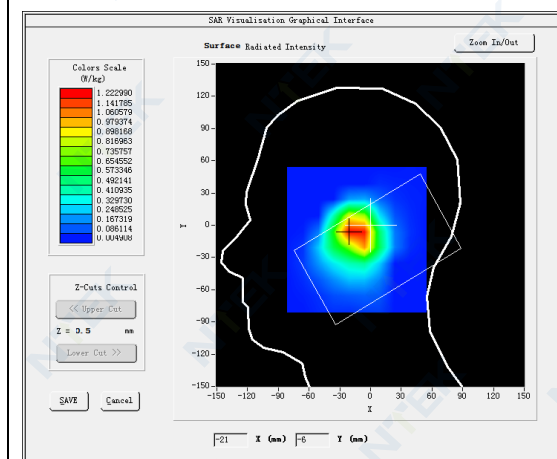 SAR Visualisation Graphical Interface
Surface Radiated Intensity
Zoom In/Out
Colors Scale
(W/kg)
1.222990
1.141785
1.060579
0.979374
0.898168
0.816963
0.735757
0.654552
0.573346
0.492141
0.410935
0.329730
0.248525
0.167319
0.086114
0.004908
150
120
90
60
30
0
-30
-60
-90
-120
-150
Y
-150 -120 -90 -60 -30 0 30 60 90 120 150
X
Z-Cuts Control
<< Upper Cut
Z = 0.5 mm
Lower Cut >>
SAVE Cancel
-21 X (mm) -6 Y (mm)
NTEK